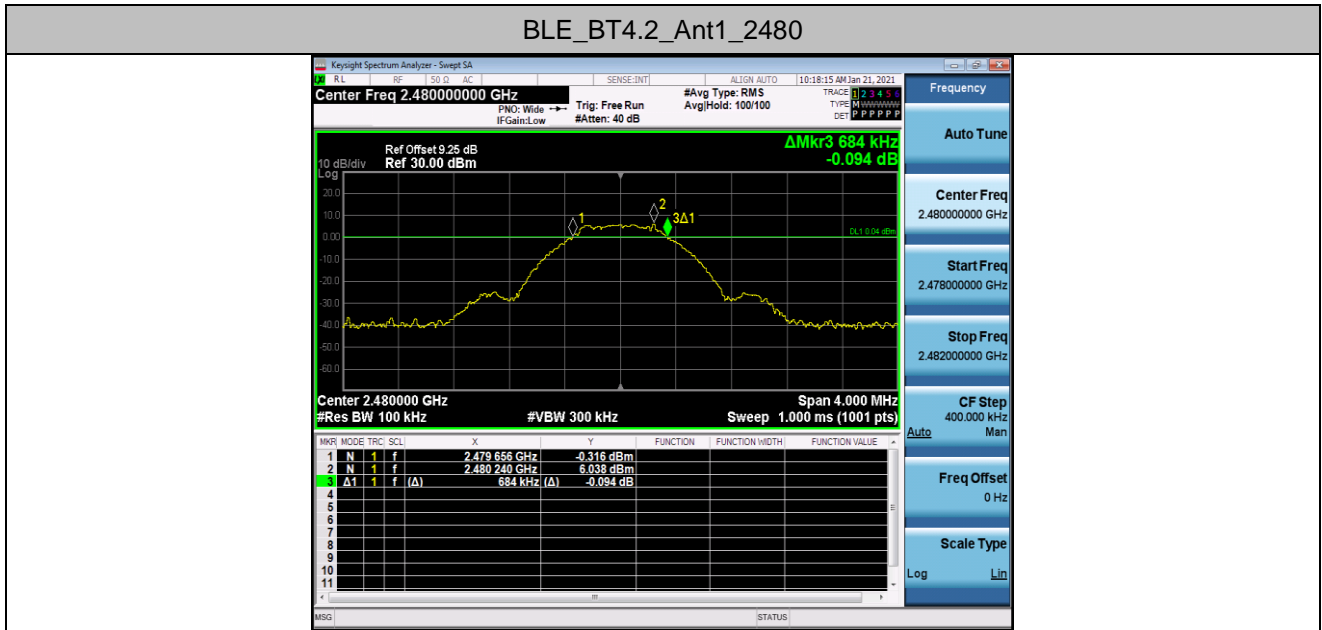 BLE_BT4.2_Ant1_2480
Keysight Spectrum Analyzer - Swept SA
RL RF 50 Ω AC SENSE:INT ALIGN AUTO 10:18:15 AM Jan 21, 2021
Center Freq 2.480000000 GHz
PNO: Wide
IFGain:Low
Trig: Free Run
#Atten: 40 dB
#Avg Type: RMS
Avg|Hold: 100/100
TRACE 1 2 3 4 5 6
TYPE M WWWWW
DET P P P P P P
Ref Offset 9.25 dB
10 dB/div Ref 30.00 dBm
Log
ΔMkr3 684 kHz
-0.094 dB
20.0
10.0
0.00
-10.0
-20.0
-30.0
-40.0
-50.0
-60.0
1
2
3Δ1
DL1 0.04 dBm
Center 2.480000 GHz Span 4.000 MHz
#Res BW 100 kHz #VBW 300 kHz Sweep 1.000 ms (1001 pts)
MKR MODE TRC SCL X Y FUNCTION FUNCTION WIDTH FUNCTION VALUE
1 N 1 f 2.479 656 GHz -0.316 dBm
2 N 1 f 2.480 240 GHz 6.038 dBm
3 Δ1 1 f (Δ) 684 kHz (Δ) -0.094 dB
4
5
6
7
8
9
10
11
MSG STATUS
Frequency
Auto Tune
Center Freq
2.480000000 GHz
Start Freq
2.478000000 GHz
Stop Freq
2.482000000 GHz
CF Step
400.000 kHz
Auto Man
Freq Offset
0 Hz
Scale Type
Log Lin